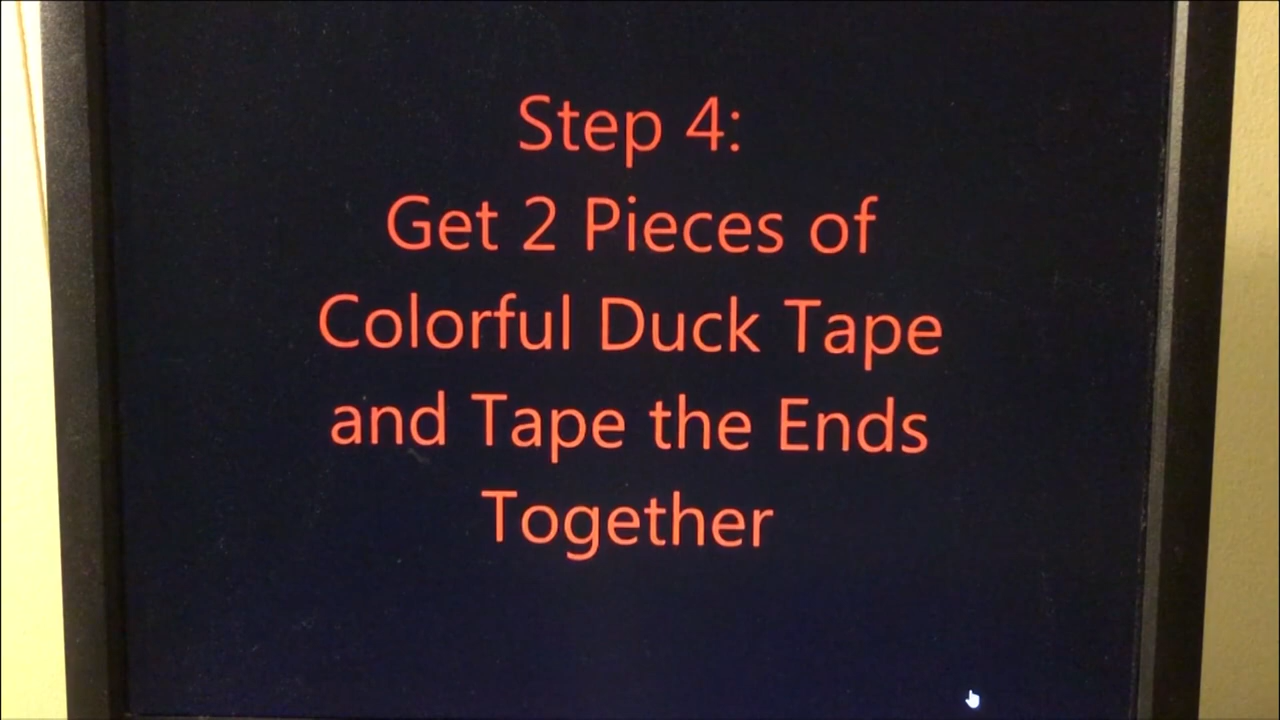 Step 4:
Get 2 Pieces of
Colorful Duck Tape
and Tape the Ends
Together